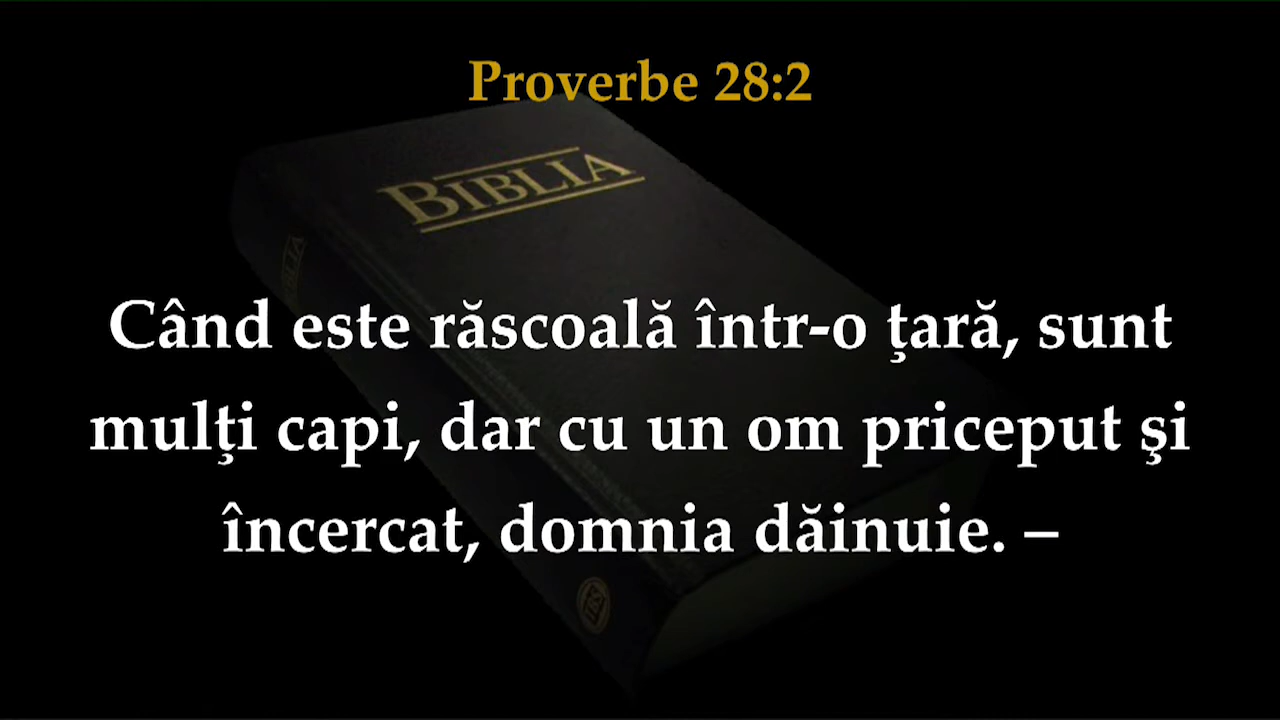 Proverbe 28:2
BIBLIA
BIBLIA
Când este răscoală într-o ţară, sunt
mulţi capi, dar cu un om priceput şi
încercat, domnia dăinuie. –